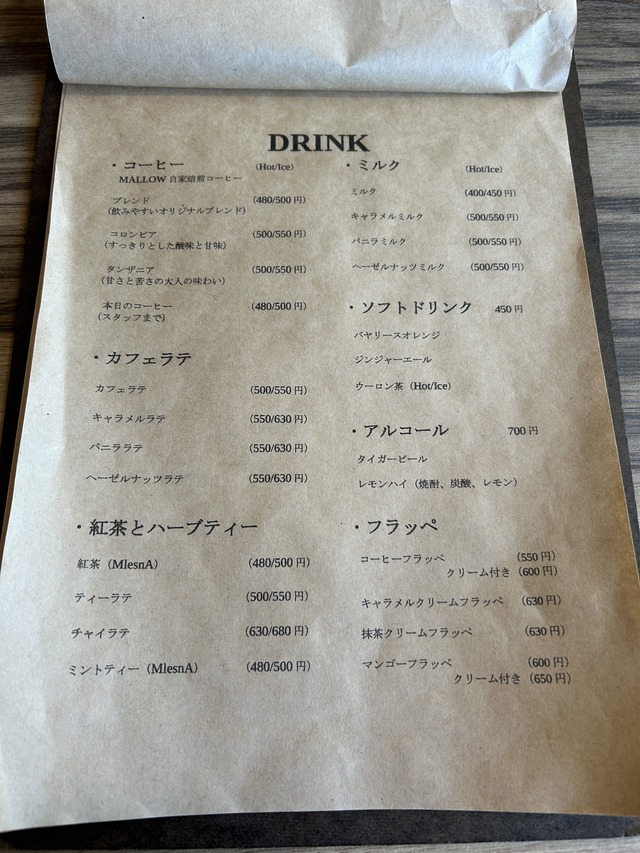 DRINK
・コーヒー (Hot/Ice)
MALLOW 自家焙煎コーヒー
ブレンド (480/500 円)
(飲みやすいオリジナルブレンド)
コロンビア (500/550 円)
(すっきりとした酸味と甘味)
タンザニア (500/550 円)
(甘さと苦さの大人の味わい)
本日のコーヒー (480/500 円)
(スタッフまで)
・カフェラテ
カフェラテ (500/550 円)
キャラメルラテ (550/630 円)
バニララテ (550/630 円)
ヘーゼルナッツラテ (550/630 円)
・紅茶とハーブティー
紅茶（MlesnA） (480/500 円)
ティーラテ (500/550 円)
チャイラテ (630/680 円)
ミントティー（MlesnA） (480/500 円)
・ミルク (Hot/Ice)
ミルク (400/450 円)
キャラメルミルク (500/550 円)
バニラミルク (500/550 円)
ヘーゼルナッツミルク (500/550 円)
・ソフトドリンク 450 円
バヤリースオレンジ
ジンジャーエール
ウーロン茶（Hot/Ice）
・アルコール 700 円
タイガービール
レモンハイ（焼酎、炭酸、レモン）
・フラッペ
コーヒーフラッペ (550 円)
クリーム付き (600 円)
キャラメルクリームフラッペ (630 円)
抹茶クリームフラッペ (630 円)
マンゴーフラッペ (600 円)
クリーム付き (650 円)